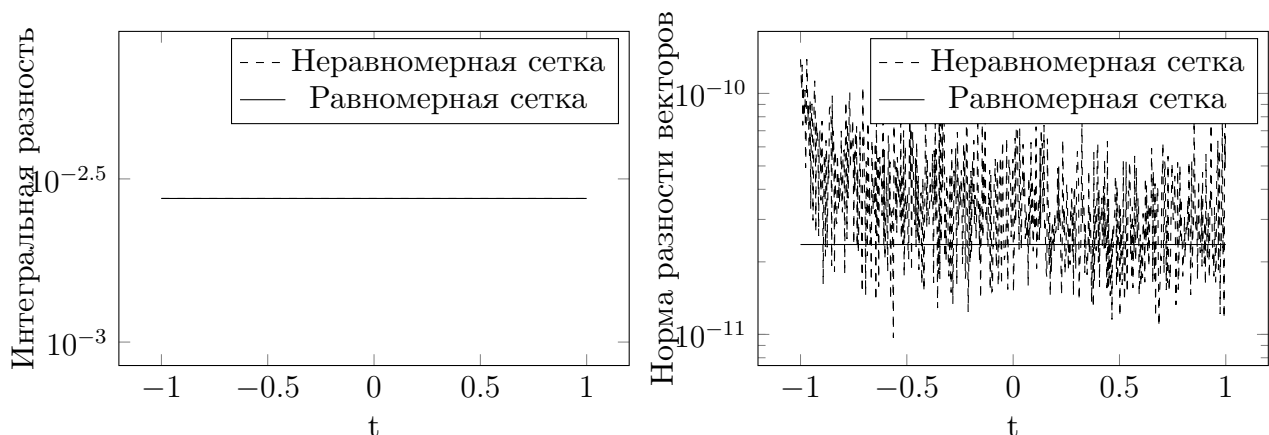 Интегральная разность
10^{-2.5}
10^{-3}
Неравномерная сетка
Равномерная сетка
−1 −0.5 0 0.5 1
t
Норма разности векторов
10^{-10}
10^{-11}
Неравномерная сетка
Равномерная сетка
−1 −0.5 0 0.5 1
t